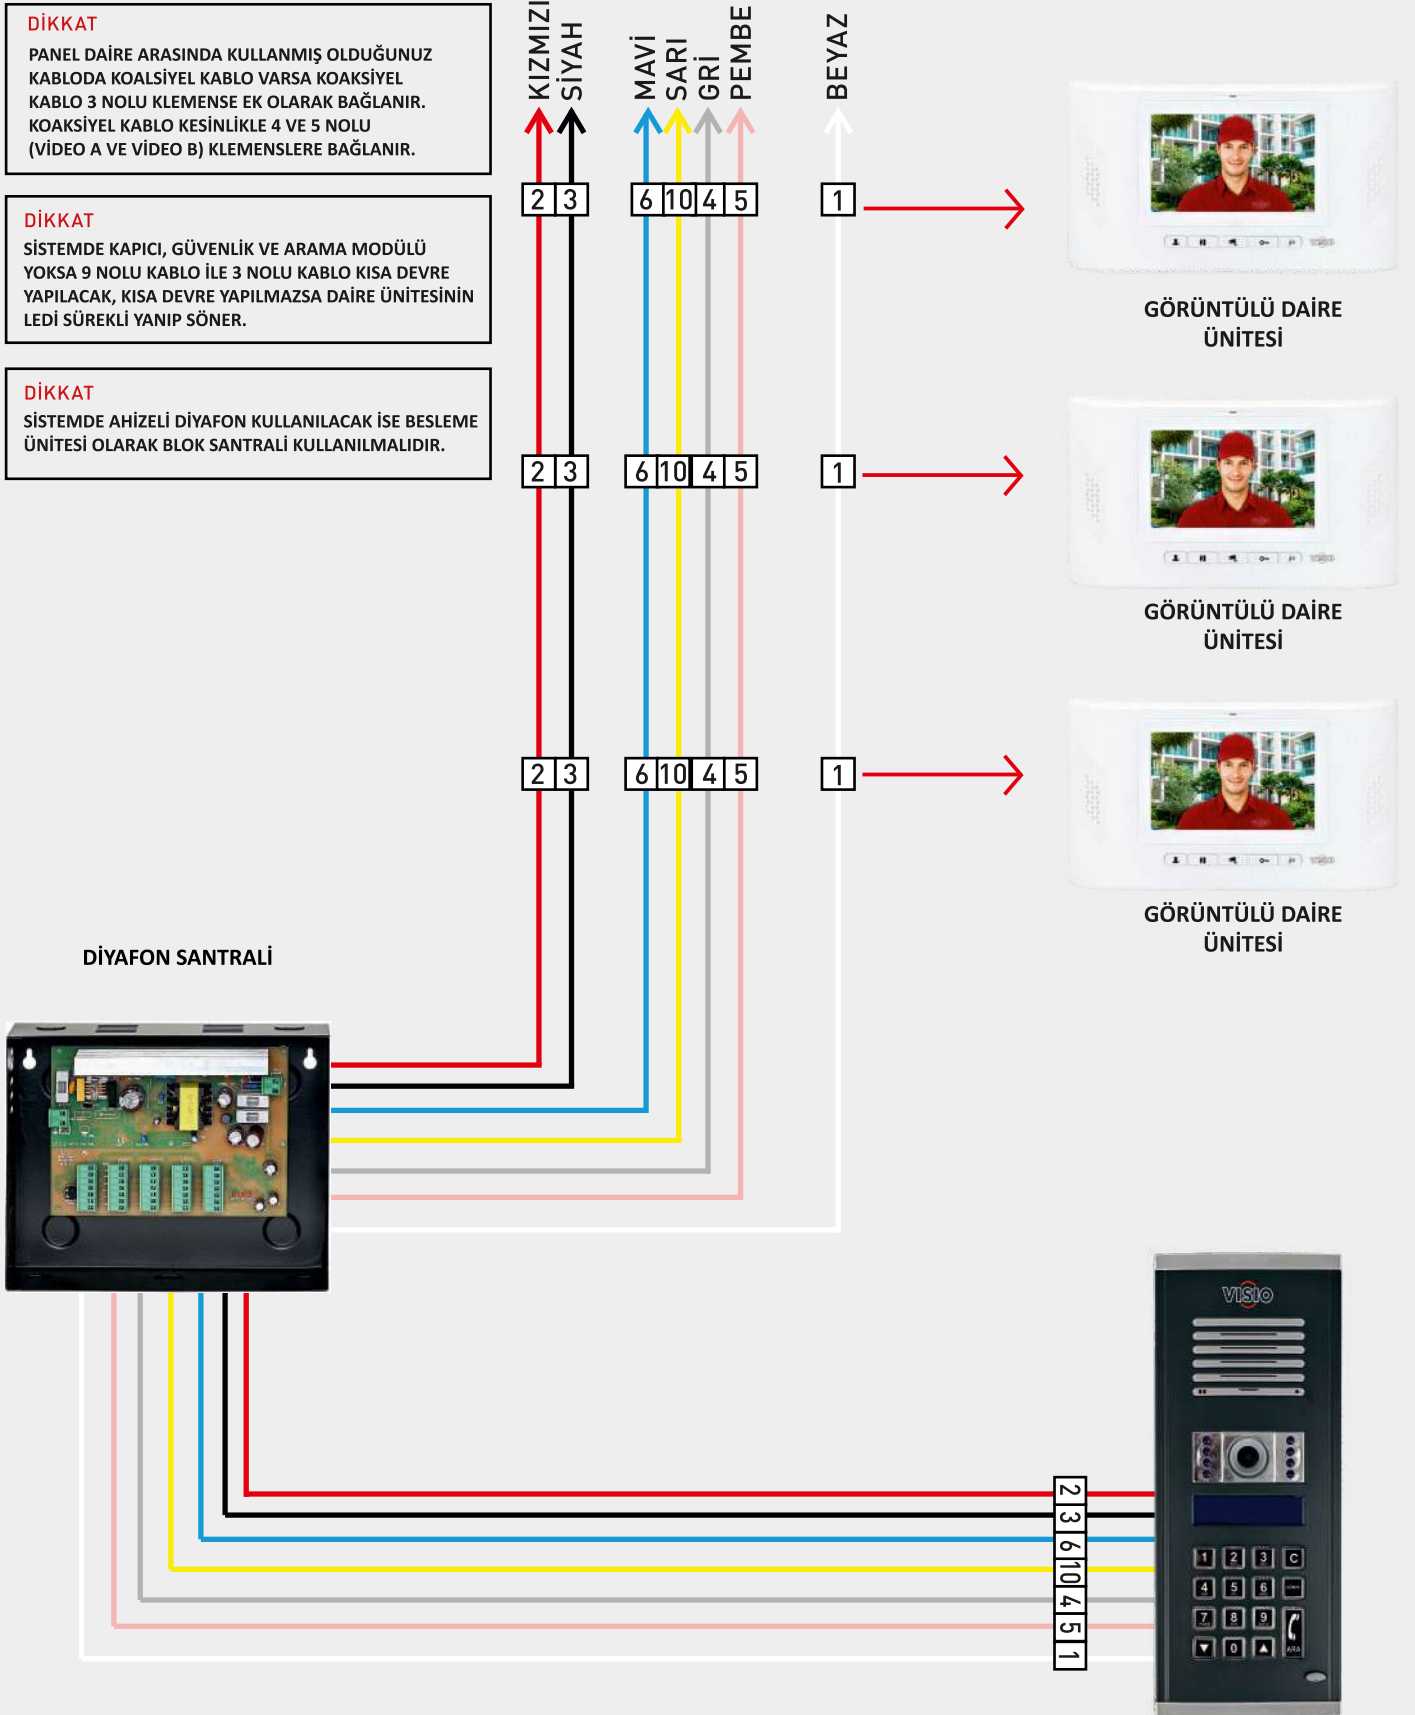 DİKKAT
PANEL DAİRE ARASINDA KULLANMIŞ OLDUĞUNUZ
KABLODA KOALSİYEL KABLO VARSA KOAKSİYEL
KABLO 3 NOLU KLEMENSE EK OLARAK BAĞLANIR.
KOAKSİYEL KABLO KESİNLİKLE 4 VE 5 NOLU
(VİDEO A VE VİDEO B) KLEMENSLERE BAĞLANIR.
DİKKAT
SİSTEMDE KAPICI, GÜVENLİK VE ARAMA MODÜLÜ
YOKSA 9 NOLU KABLO İLE 3 NOLU KABLO KISA DEVRE
YAPILACAK, KISA DEVRE YAPILMAZSA DAİRE ÜNİTESİNİN
LEDİ SÜREKLİ YANIP SÖNER.
DİKKAT
SİSTEMDE AHİZELİ DİYAFON KULLANILACAK İSE BESLEME
ÜNİTESİ OLARAK BLOK SANTRALİ KULLANILMALIDIR.
KIZMIZI
SİYAH
MAVİ
SARI
GRİ
PEMBE
BEYAZ
2 3 6 10 4 5 1
GÖRÜNTÜLÜ DAİRE
ÜNİTESİ
2 3 6 10 4 5 1
GÖRÜNTÜLÜ DAİRE
ÜNİTESİ
2 3 6 10 4 5 1
GÖRÜNTÜLÜ DAİRE
ÜNİTESİ
DİYAFON SANTRALİ
VISIO
2
3
6
10
4
5
1
1 2 3 C
4 5 6
7 8 9
0 ARA